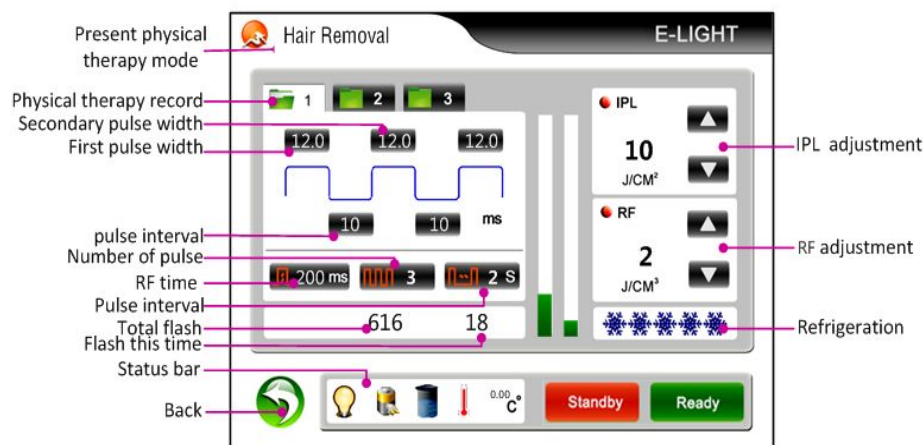 Present physical
therapy mode
Hair Removal
E-LIGHT
Physical therapy record
1
2
3
Secondary pulse width
First pulse width
12.0
12.0
12.0
IPL
10
J/CM²
IPL adjustment
pulse interval
10
10
ms
RF
2
J/CM³
RF adjustment
Number of pulse
RF time
200 ms
3
2 S
Pulse interval
Total flash
616
18
Flash this time
Refrigeration
Status bar
Back
0.00 C°
Standby
Ready